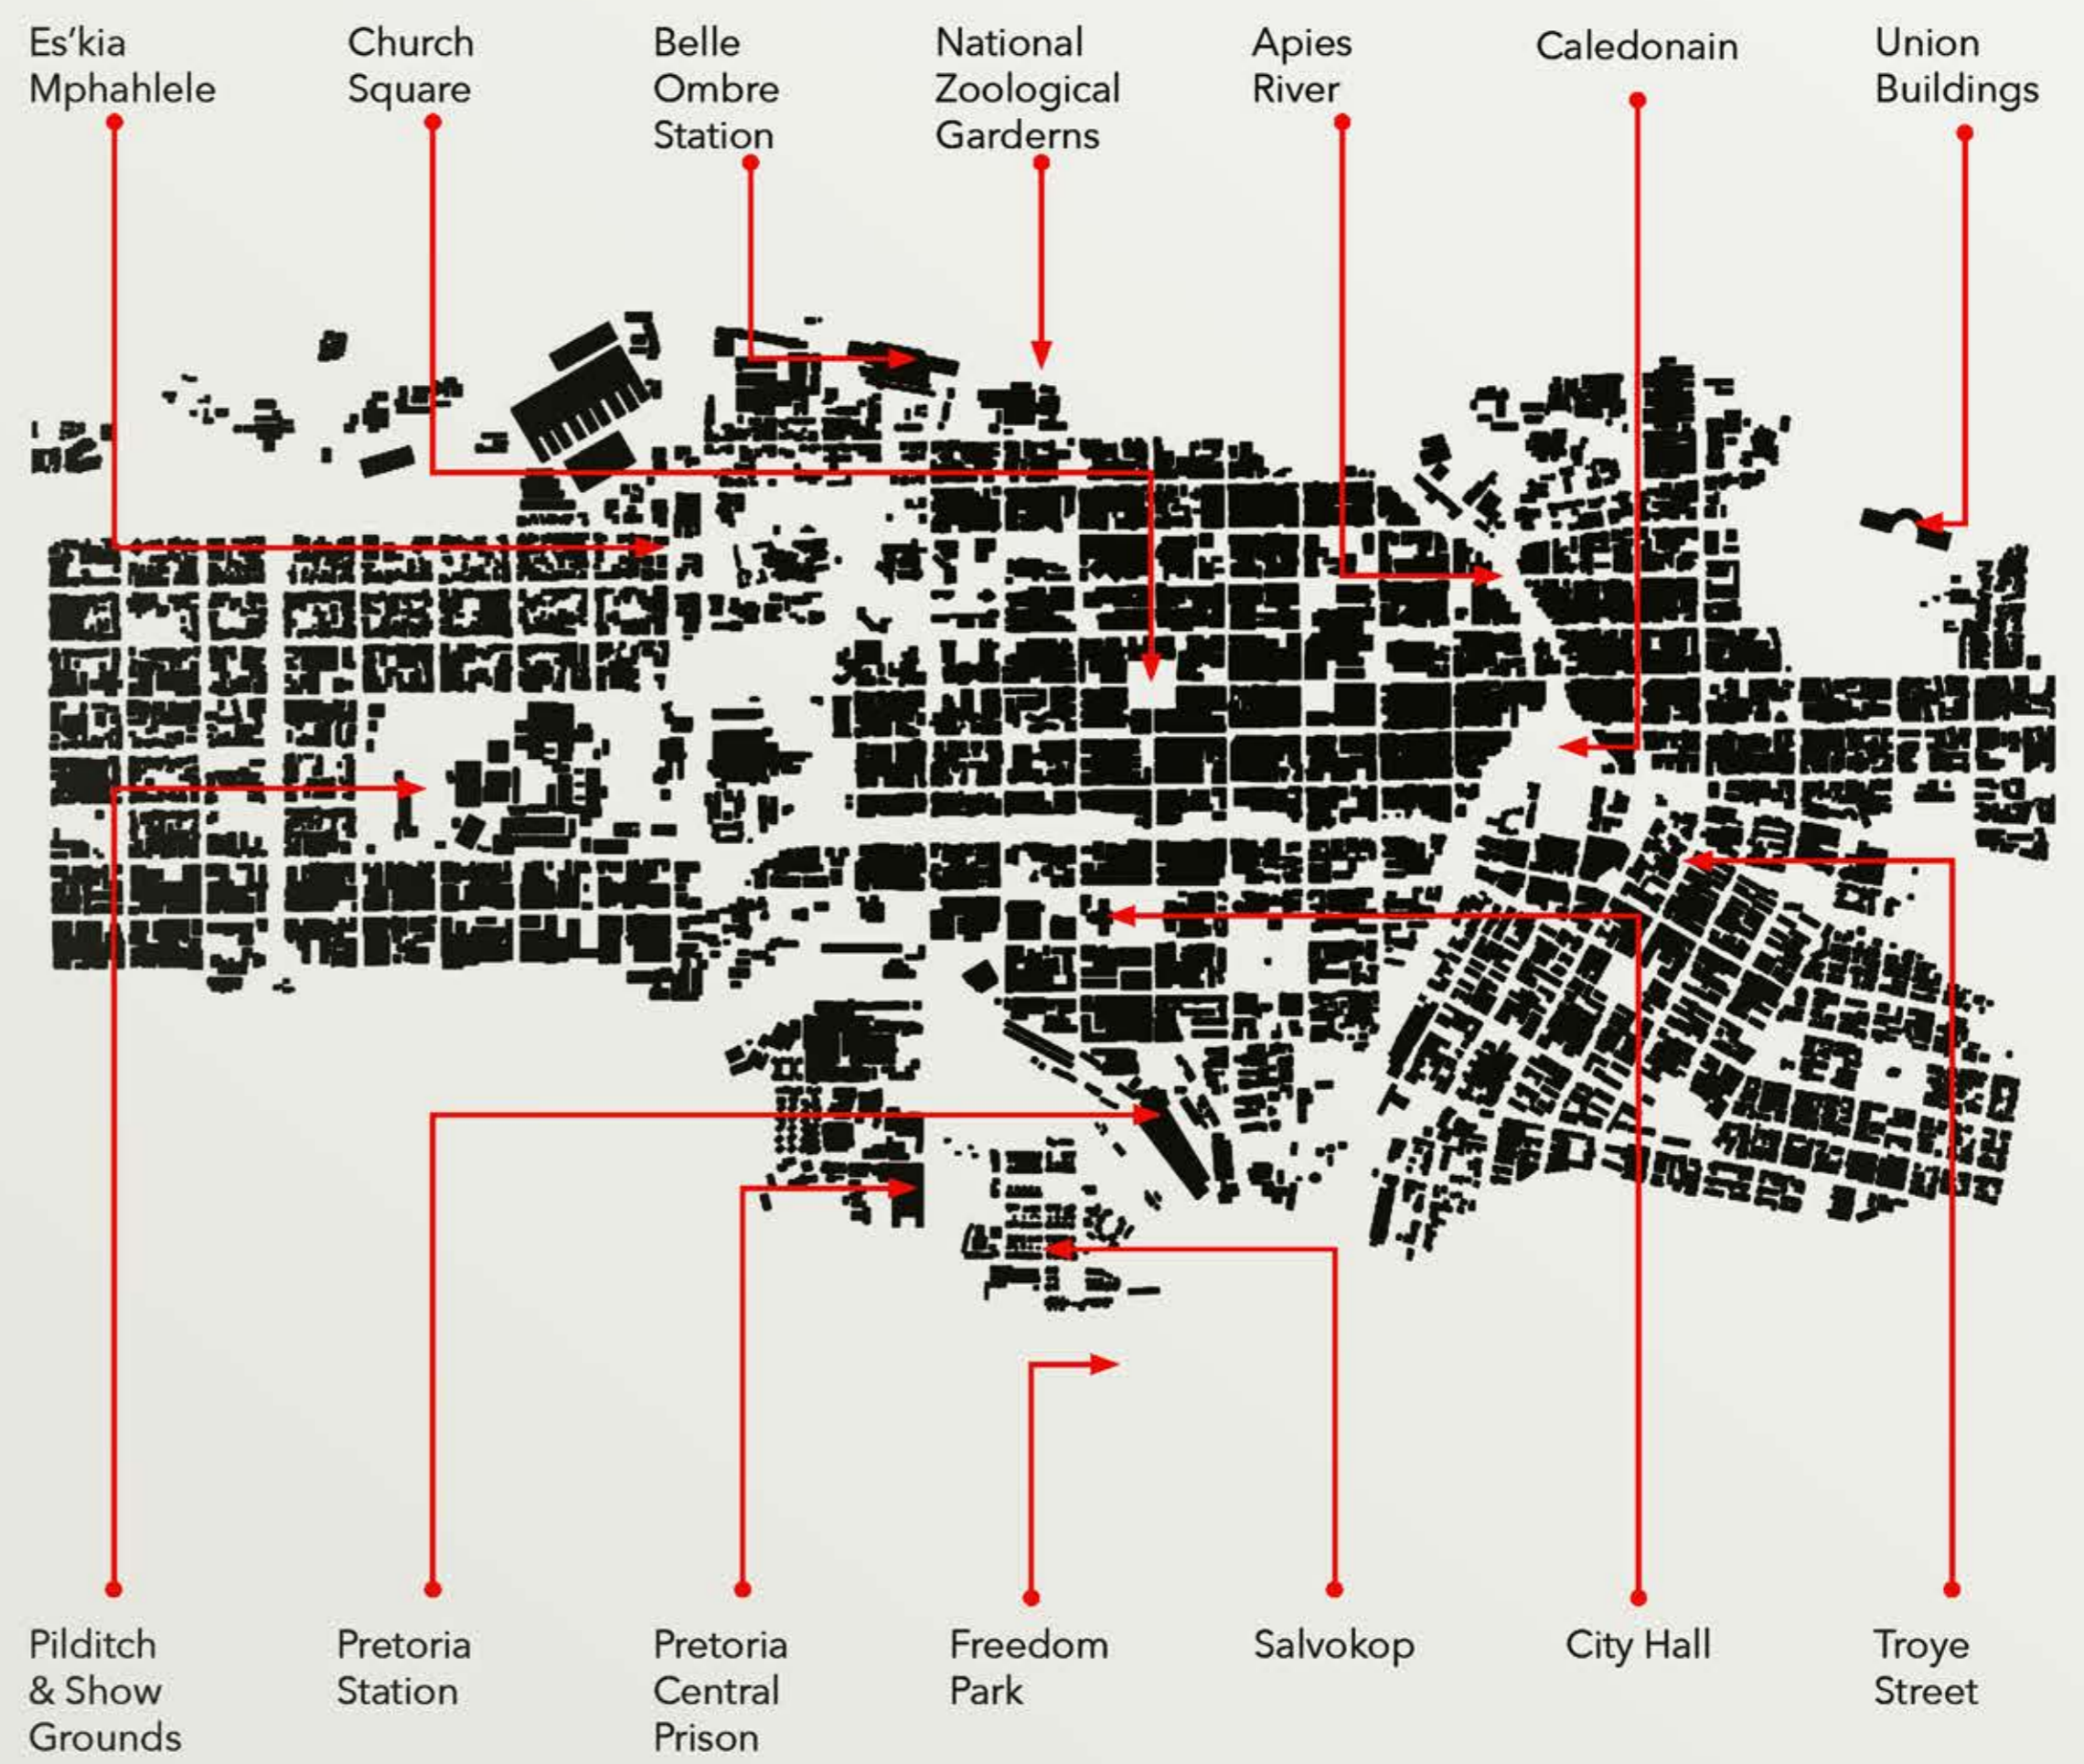 Es'kia
Mphahlele
Church
Square
Belle
Ombre
Station
National
Zoological
Garderns
Apies
River
Caledonain
Union
Buildings
Pilditch
& Show
Grounds
Pretoria
Station
Pretoria
Central
Prison
Freedom
Park
Salvokop
City Hall
Troye
Street